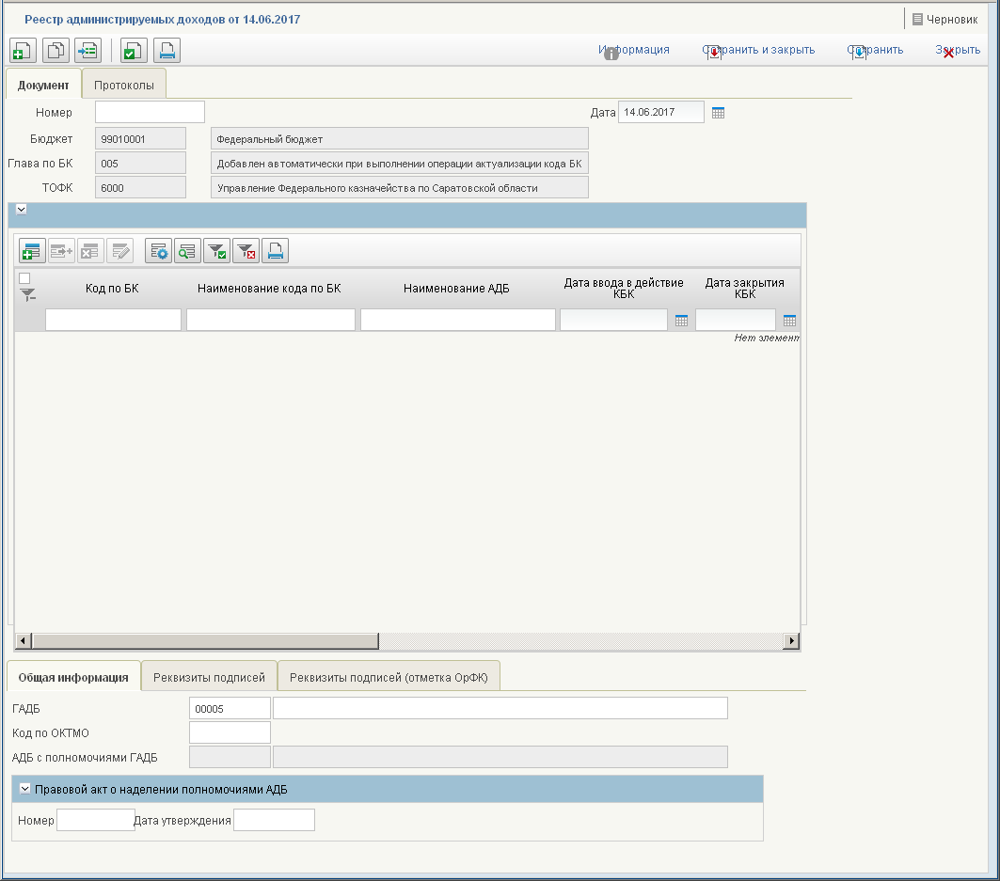 Реестр администрируемых доходов от 14.06.2017
Черновик
Информация Сохранить и закрыть Сохранить Закрыть
Документ Протоколы
Номер Дата 14.06.2017
Бюджет 99010001 Федеральный бюджет
Глава по БК 005 Добавлен автоматически при выполнении операции актуализации кода БК
ТОФК 6000 Управление Федерального казначейства по Саратовской области
Код по БК Наименование кода по БК Наименование АДБ Дата ввода в действие Дата закрытия
КБК КБК
Нет элемент
Общая информация Реквизиты подписей Реквизиты подписей (отметка ОрФК)
ГАДБ 00005
Код по ОКТМО
АДБ с полномочиями ГАДБ
Правовой акт о наделении полномочиями АДБ
Номер Дата утверждения